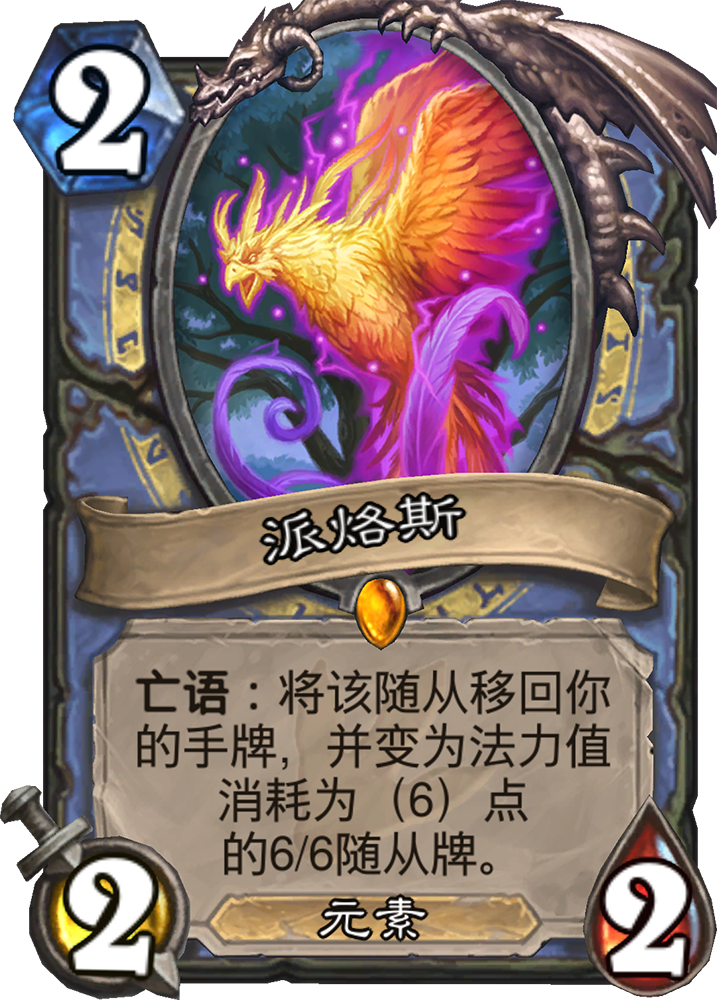 2
派烙斯
亡语：将该随从移回你
的手牌，并变为法力值
消耗为（6）点
的6/6随从牌。
元素
2
2